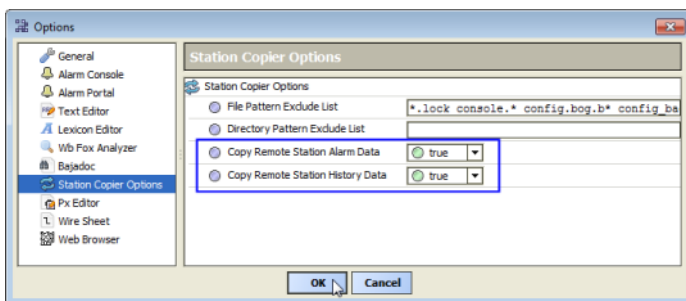 Options
General
Alarm Console
Alarm Portal
Text Editor
Lexicon Editor
Wb Fox Analyzer
Bajadoc
Station Copier Options
Px Editor
Wire Sheet
Web Browser
Station Copier Options
Station Copier Options
File Pattern Exclude List *.lock console.* config.bog.b* config_ba
Directory Pattern Exclude List
Copy Remote Station Alarm Data true
Copy Remote Station History Data true
OK Cancel